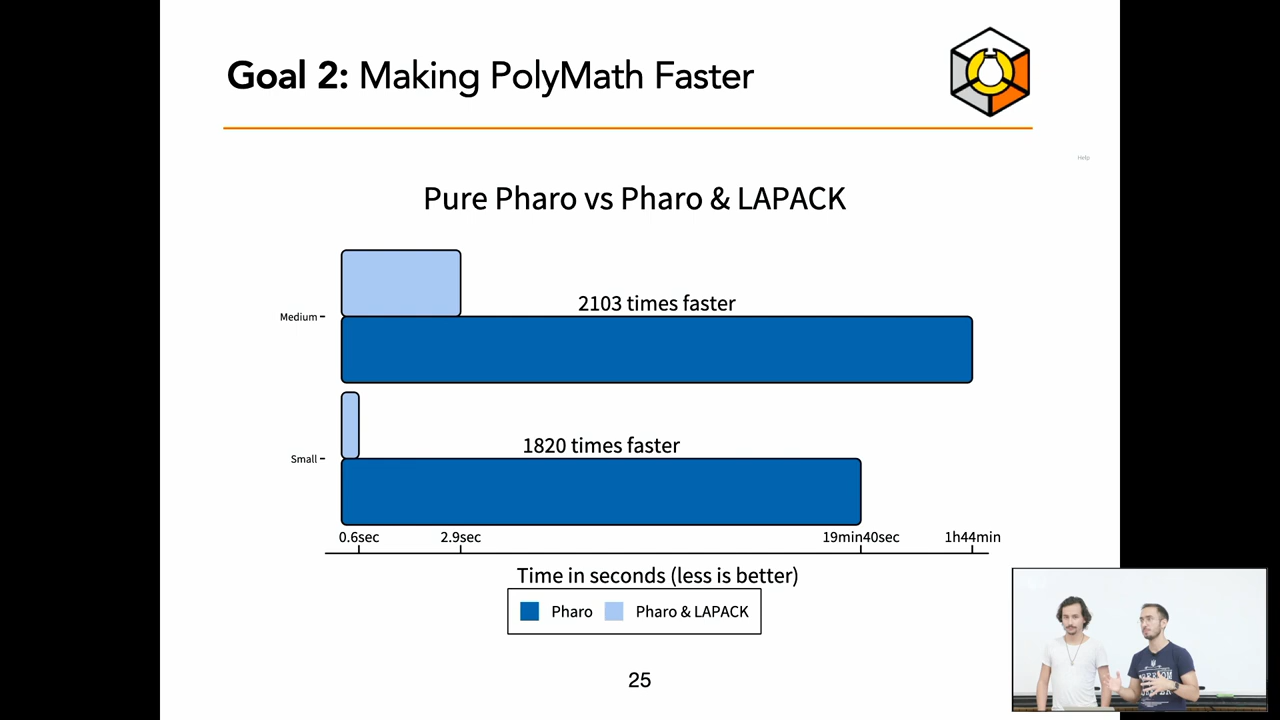 Goal 2: Making PolyMath Faster
Help
Pure Pharo vs Pharo & LAPACK
2103 times faster
Medium
1820 times faster
Small
0.6sec
2.9sec
19min40sec
1h44min
Time in seconds (less is better)
Pharo
Pharo & LAPACK
25